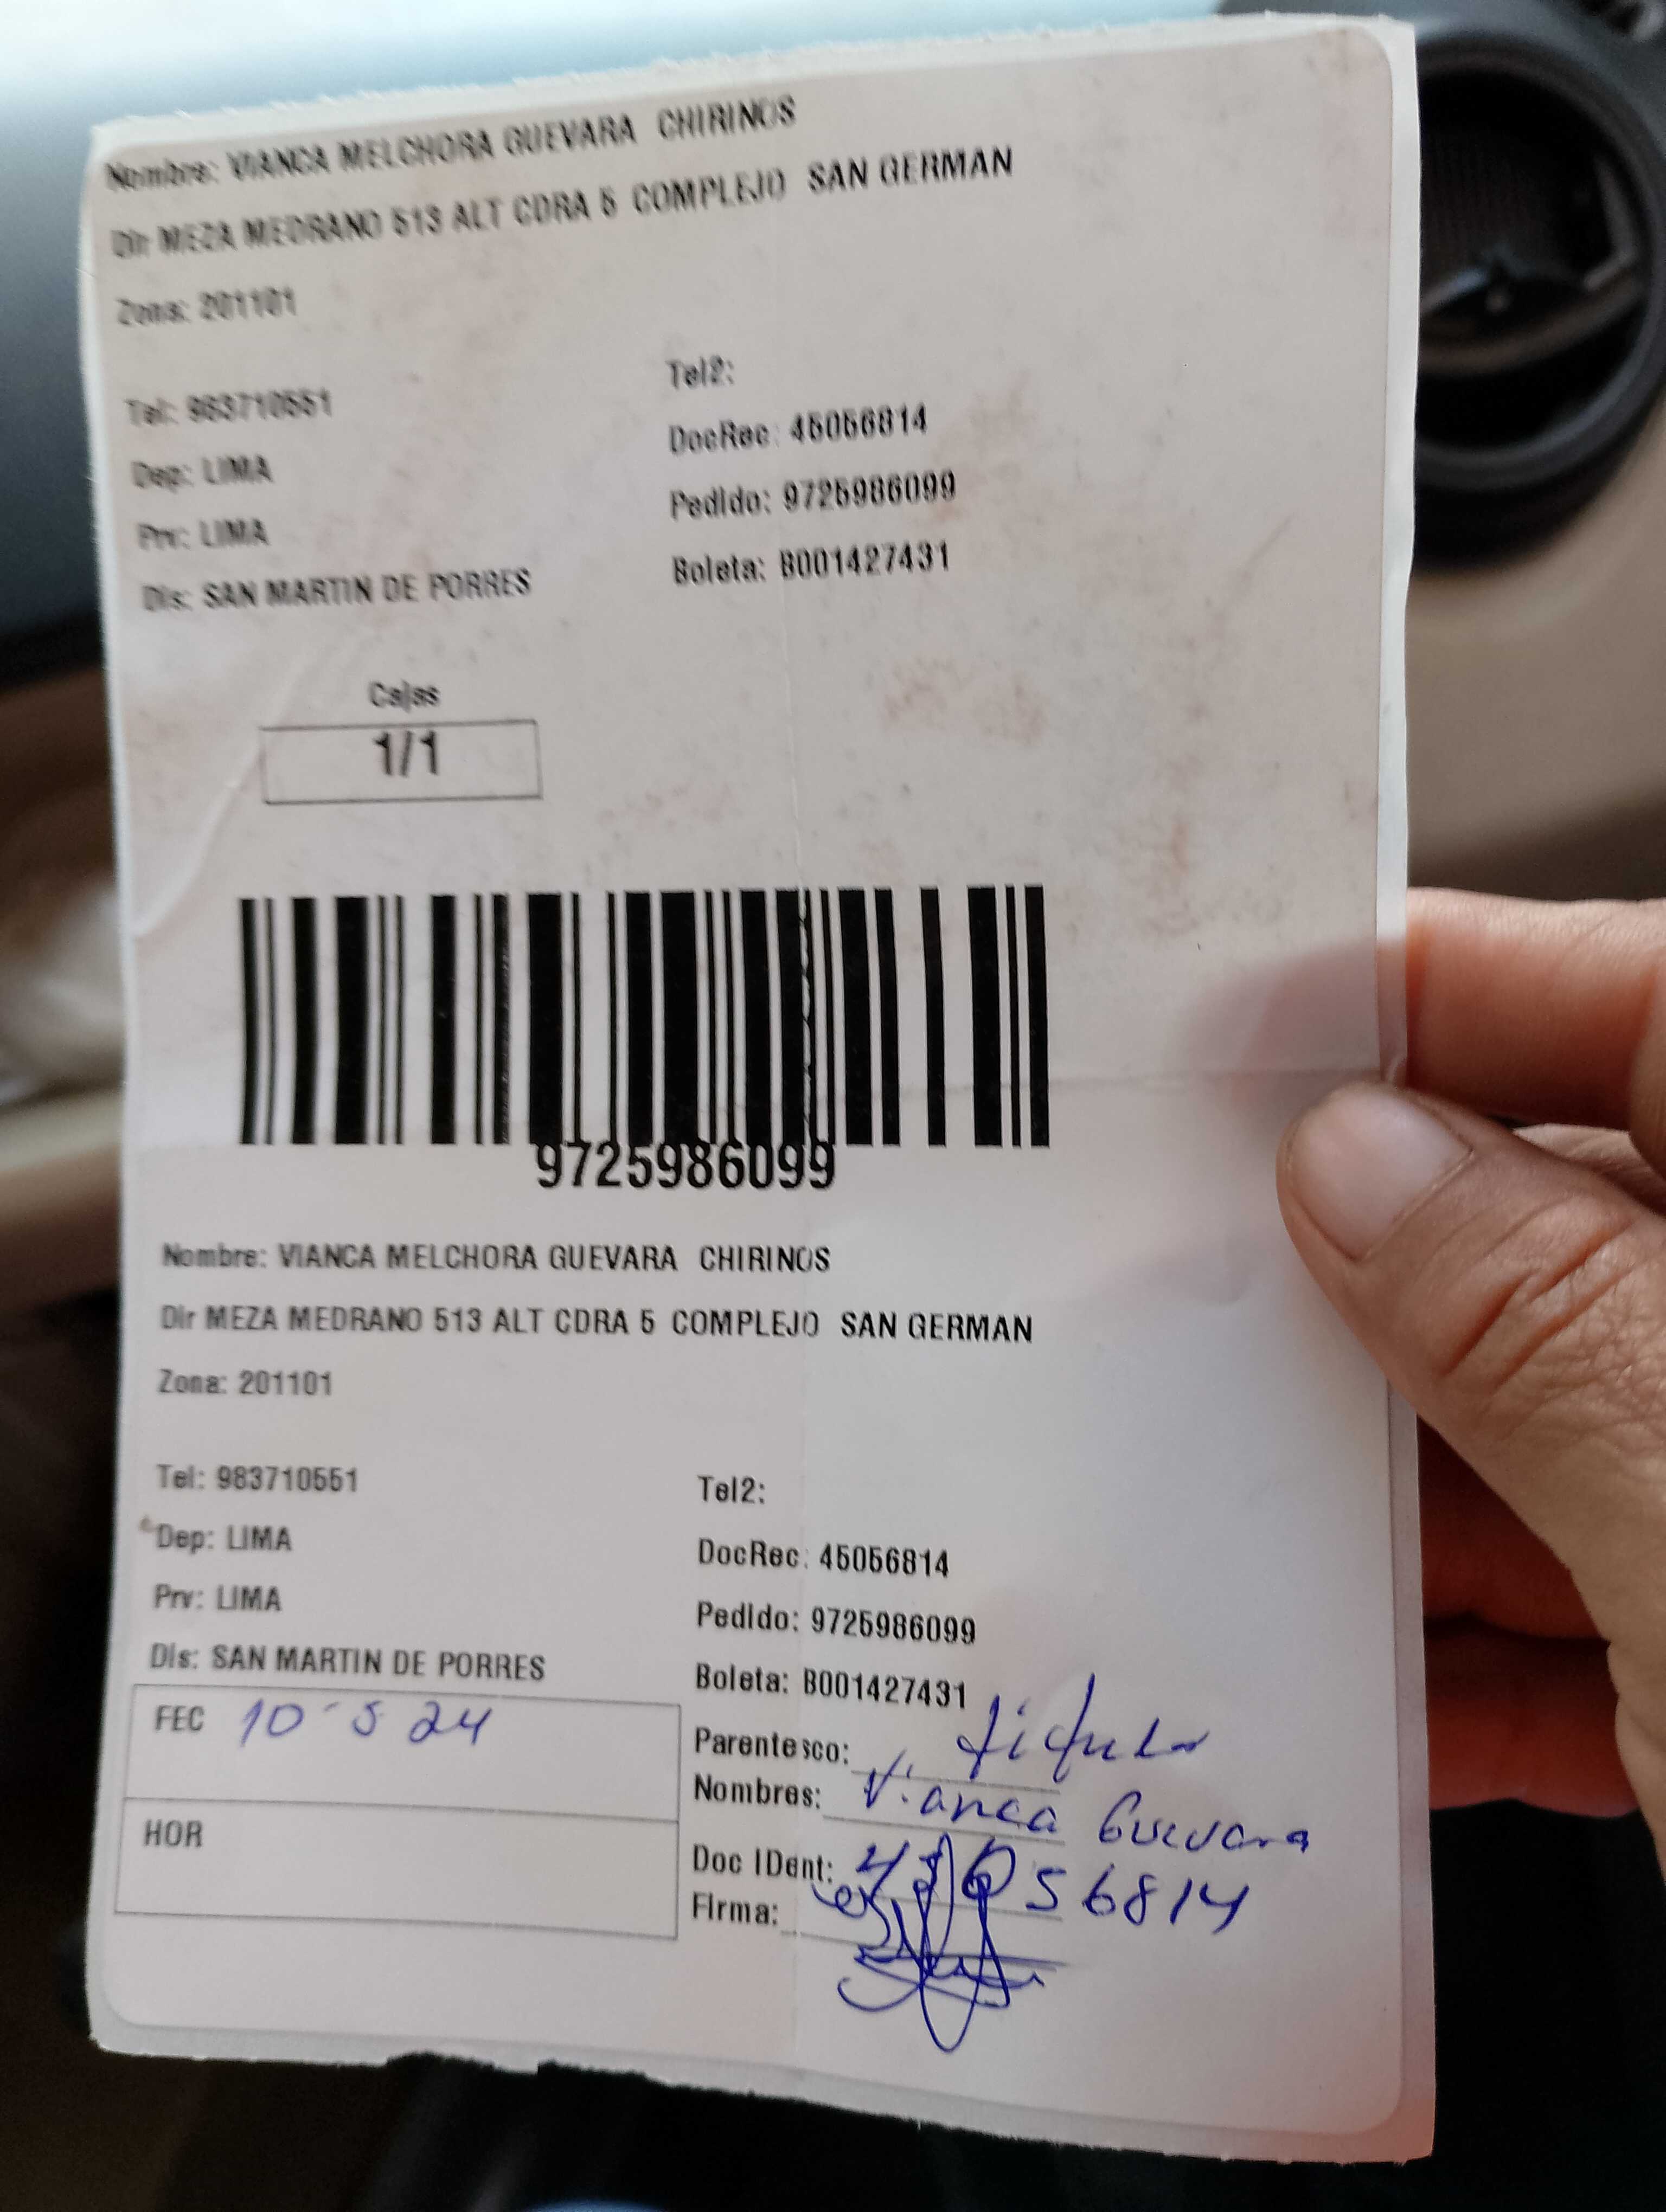 Nombre: VIANCA MELCHORA GUEVARA CHIRINOS
Dir MEZA MEDRANO 513 ALT CDRA 5 COMPLEJO SAN GERMAN
Zona: 201101
Tel: 983710551
Tel2:
Dep: LIMA
DocRec: 45056814
Prv: LIMA
Pedido: 9725986099
Dis: SAN MARTIN DE PORRES
Boleta: B001427431
Cajas
1/1
9725986099
Nombre: VIANCA MELCHORA GUEVARA CHIRINOS
Dir MEZA MEDRANO 513 ALT CDRA 5 COMPLEJO SAN GERMAN
Zona: 201101
Tel: 983710551
Tel2:
Dep: LIMA
DocRec: 45056814
Prv: LIMA
Pedido: 9725986099
Dis: SAN MARTIN DE PORRES
Boleta: B001427431
FEC 10-5 24
Parentesco: titular
Nombres: Vianca Guevara
HOR
Doc IDent: 45056814
Firma: